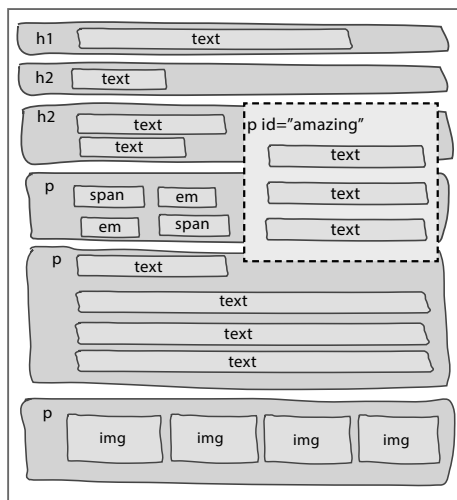 h1
text
h2
text
h2
text
text
p id=”amazing”
text
text
text
p
span em
em span
p
text
text
text
text
p
img img img img